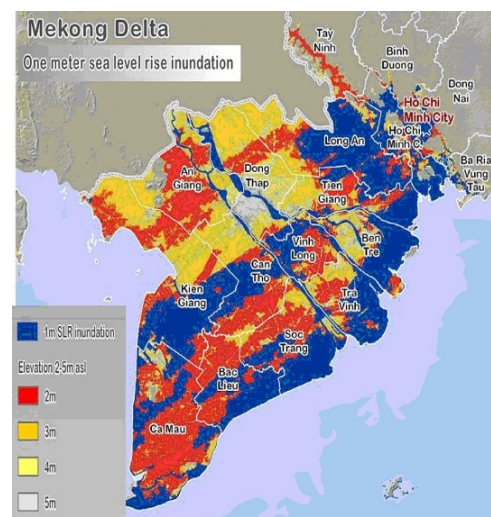 Mekong Delta
One meter sea level rise inundation
Tay
Ninh
Binh
Duong
Dong
Nai
Ho Chi
Minh City
Ho Chi
Minh C.
Ba Ria
Vung
Tau
Long An
An
Giang
Dong
Thap
Tien
Giang
Ben
Tre
Vinh
Long
Can
Tho
Tra
Vinh
Kien
Giang
Soc
Trang
Bac
Lieu
Ca Mau
1m SLR inundation
Elevation 2-5m asl
2m
3m
4m
5m